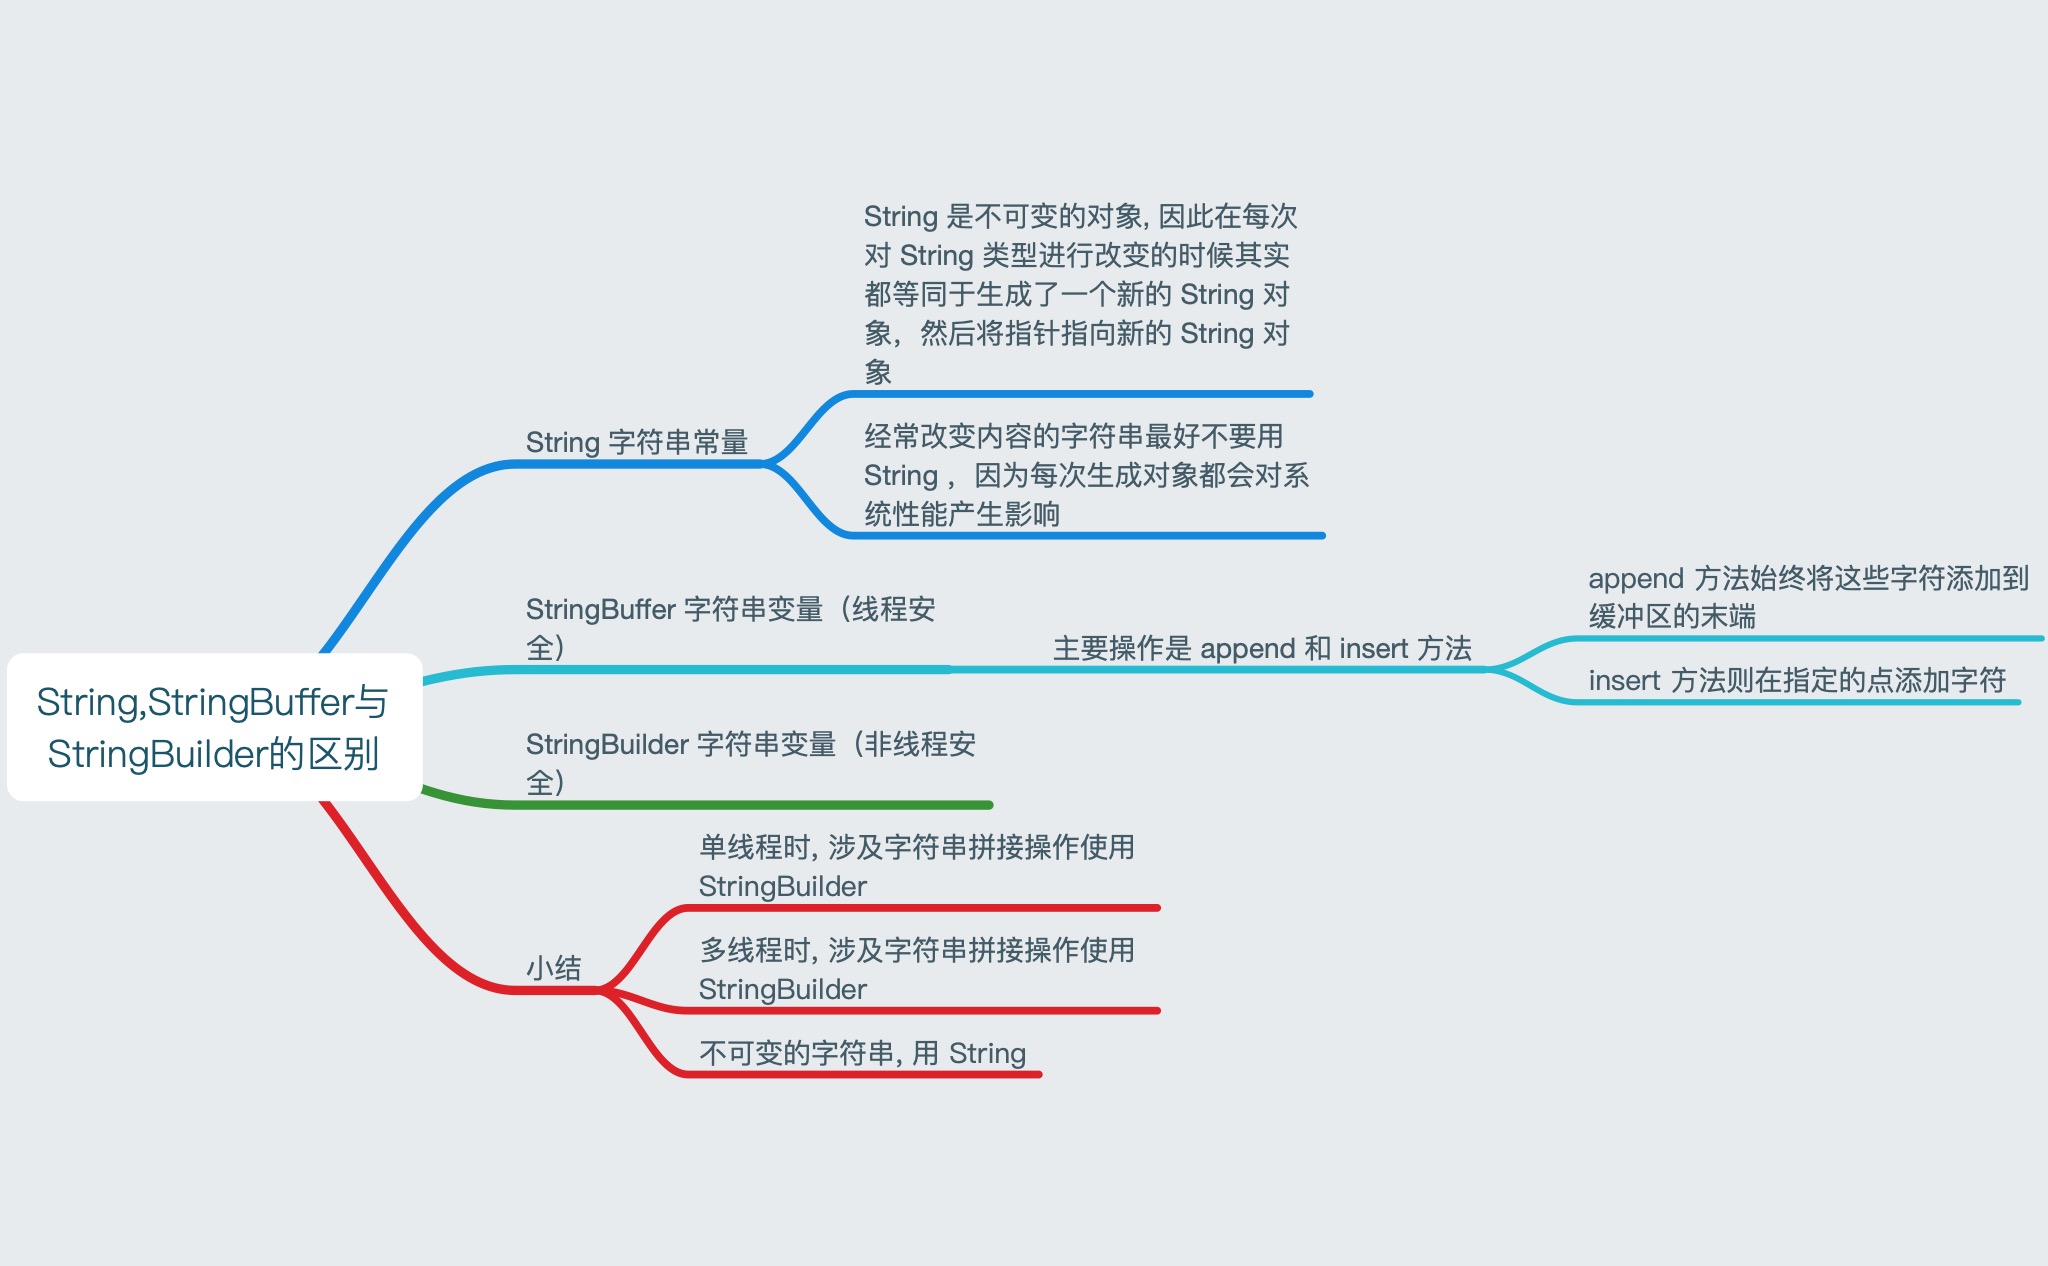 String,StringBuffer与
StringBuilder的区别
String 字符串常量
String 是不可变的对象, 因此在每次
对 String 类型进行改变的时候其实
都等同于生成了一个新的 String 对
象，然后将指针指向新的 String 对
象
经常改变内容的字符串最好不要用
String ，因为每次生成对象都会对系
统性能产生影响
StringBuffer 字符串变量（线程安
全）
主要操作是 append 和 insert 方法
append 方法始终将这些字符添加到
缓冲区的末端
insert 方法则在指定的点添加字符
StringBuilder 字符串变量（非线程安
全）
小结
单线程时, 涉及字符串拼接操作使用
StringBuilder
多线程时, 涉及字符串拼接操作使用
StringBuilder
不可变的字符串, 用 String